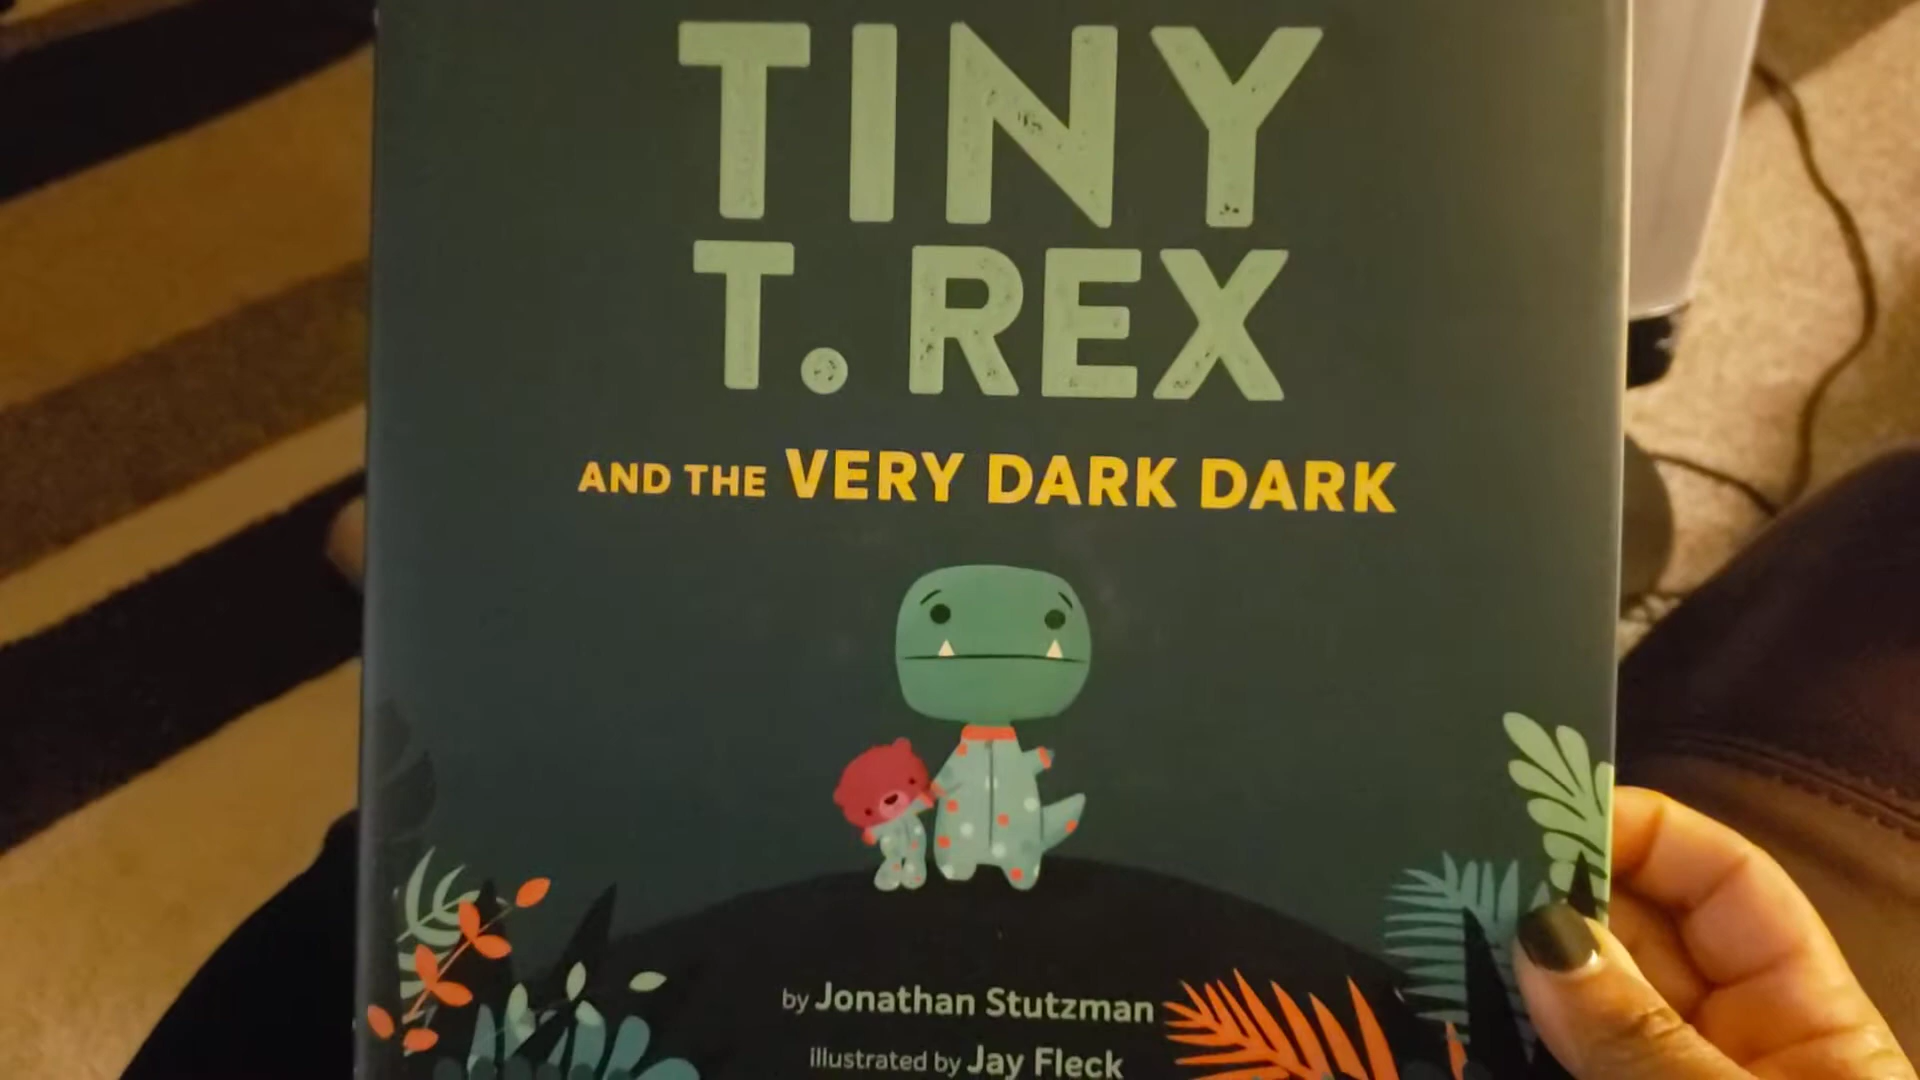 TINY
T. REX
AND THE VERY DARK DARK
by Jonathan Stutzman
illustrated by Jay Fleck